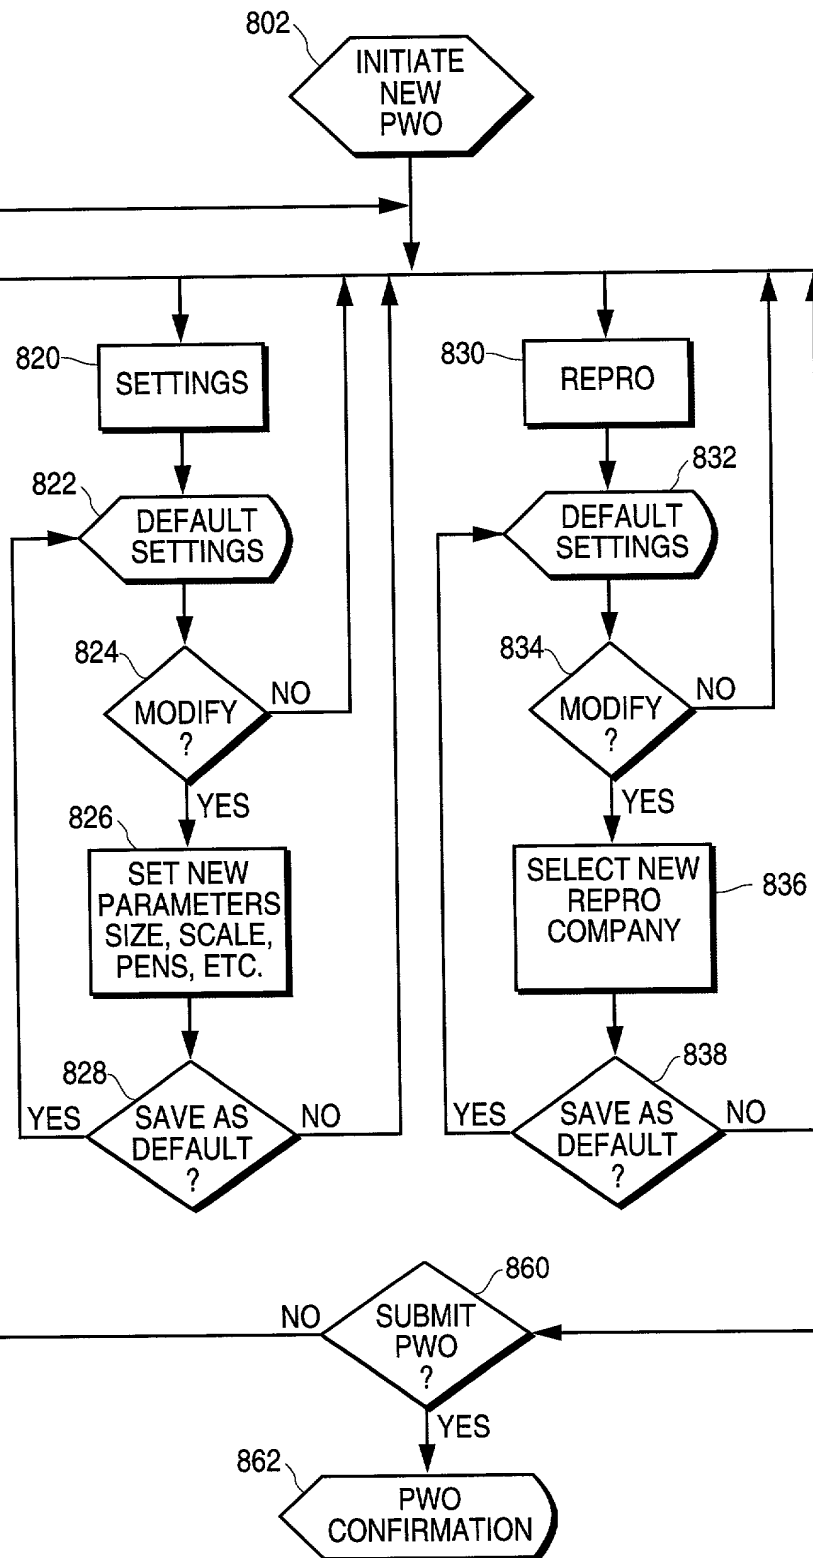 802
INITIATE
NEW
PWO
820
SETTINGS
822
DEFAULT
SETTINGS
824
MODIFY
?
NO
YES
826
SET NEW
PARAMETERS
SIZE, SCALE,
PENS, ETC.
828
SAVE AS
DEFAULT
?
YES
NO
830
REPRO
832
DEFAULT
SETTINGS
834
MODIFY
?
NO
YES
836
SELECT NEW
REPRO
COMPANY
838
SAVE AS
DEFAULT
?
YES
NO
860
SUBMIT
PWO
?
NO
YES
862
PWO
CONFIRMATION